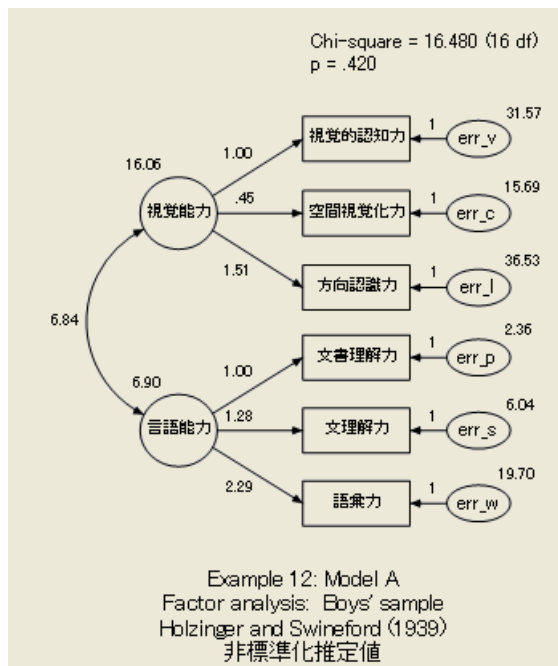 Chi-square = 16.480 (16 df)
p = .420
31.57
16.06
1.00
視覚的認知力
1
err_v
15.69
視覚能力
.45
空間視覚化力
1
err_c
36.53
1.51
方向認識力
1
err_l
6.84
2.36
6.90
1.00
文書理解力
1
err_p
6.04
言語能力
1.28
文理解力
1
err_s
19.70
2.29
語彙力
1
err_w
Example 12: Model A
Factor analysis: Boys' sample
Holzinger and Swineford (1939)
非標準化推定値